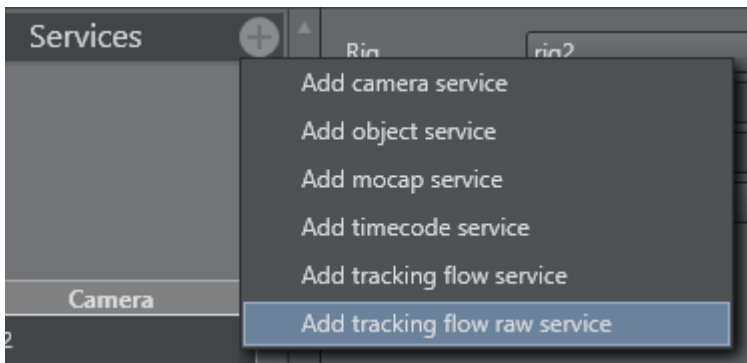 Services
Rig
rig2
Add camera service
Add object service
Add mocap service
Add timecode service
Add tracking flow service
Add tracking flow raw service
Camera
2